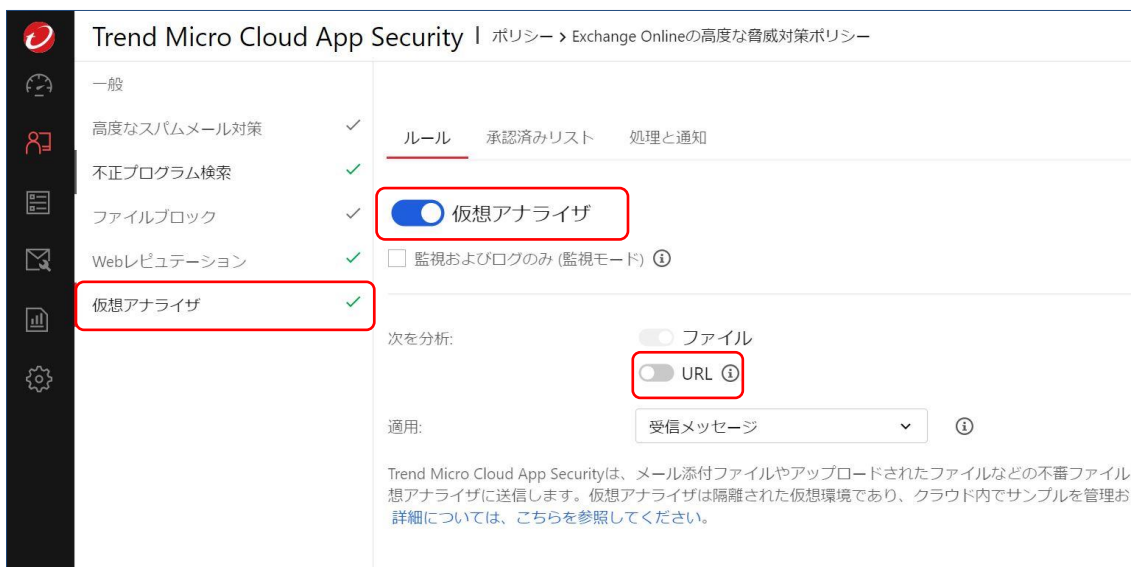 Trend Micro Cloud App Security | ポリシー > Exchange Onlineの高度な脅威対策ポリシー
一般
高度なスパムメール対策
不正プログラム検索
ファイルブロック
Webレピュテーション
仮想アナライザ
ルール 承認済みリスト 処理と通知
仮想アナライザ
監視およびログのみ (監視モード)
次を分析: ファイル
URL
適用: 受信メッセージ
Trend Micro Cloud App Securityは、メール添付ファイルやアップロードされたファイルなどの不審ファイル
想アナライザに送信します。仮想アナライザは隔離された仮想環境であり、クラウド内でサンプルを管理お
詳細については、こちらを参照してください。